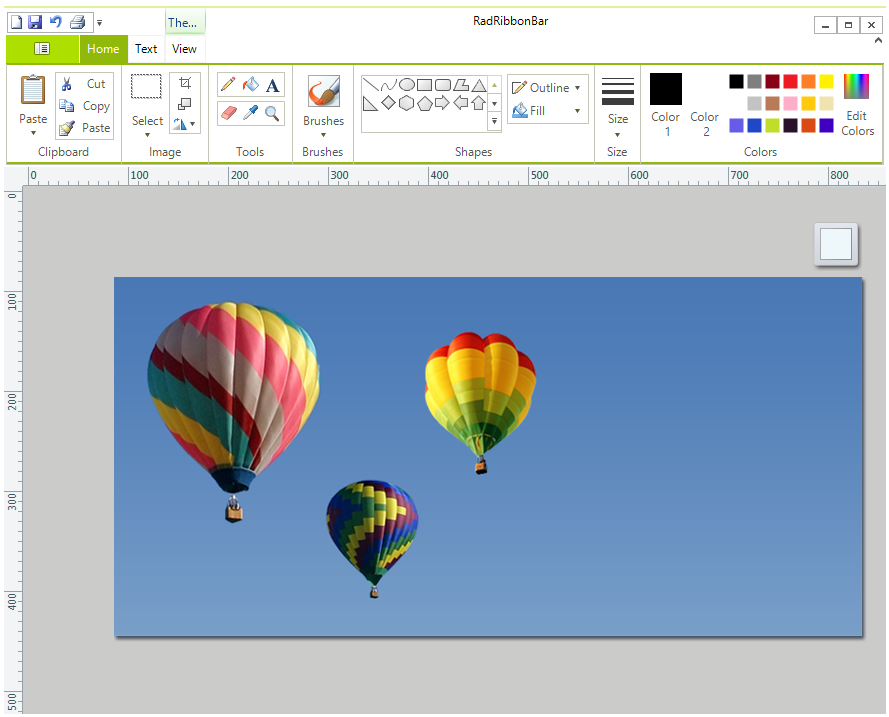 The...
RadRibbonBar
Home Text View
Cut
Copy
Paste
Paste
Clipboard
Select
Image
A
Tools
Brushes
Brushes
Outline
Fill
Shapes
Size
Size
Color 1
Color 2
Edit Colors
Colors
0 100 200 300 400 500 600 700 800
0
100
200
300
400
500